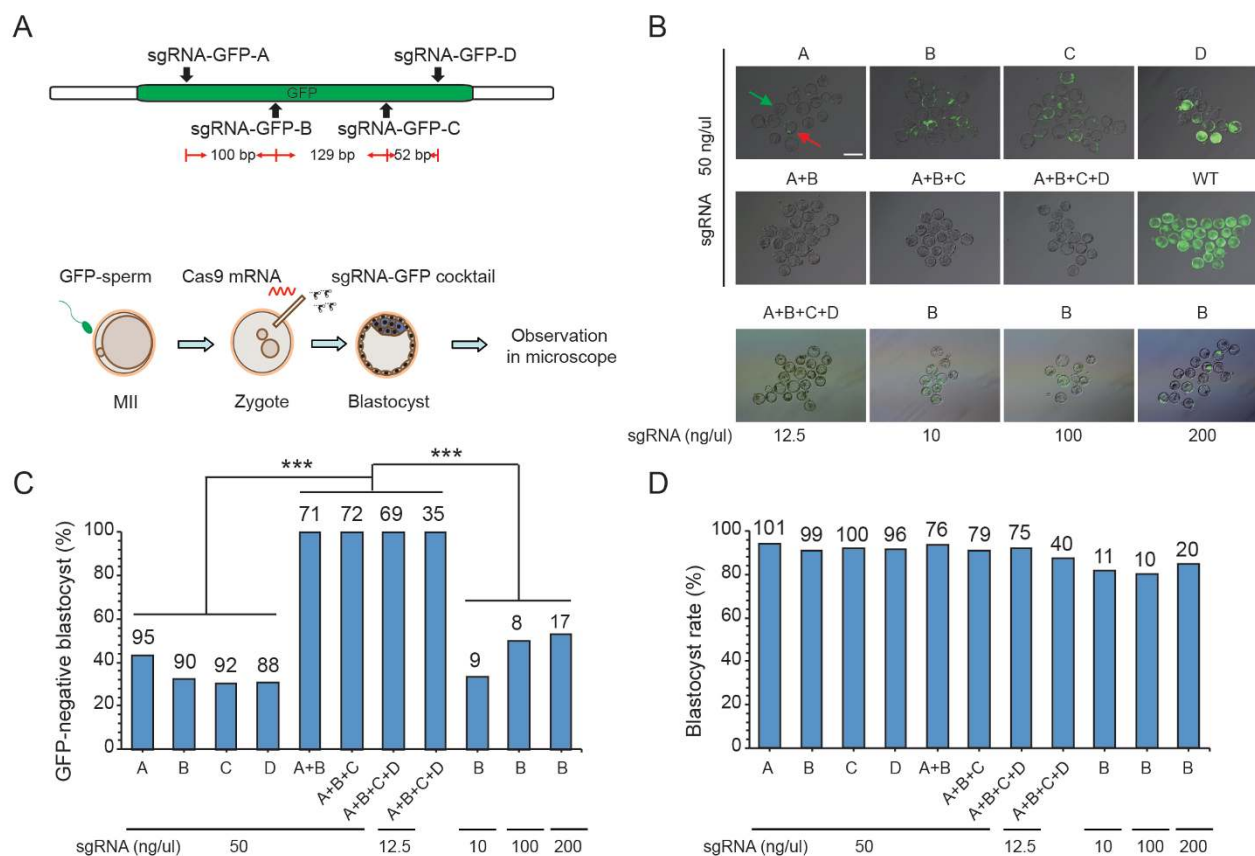 A
sgRNA-GFP-A
sgRNA-GFP-D
GFP
sgRNA-GFP-B
sgRNA-GFP-C
100 bp
129 bp
52 bp
GFP-sperm
Cas9 mRNA
sgRNA-GFP cocktail
Observation
in microscope
MII
Zygote
Blastocyst
B
A B C D
50 ng/ul
sgRNA
A+B A+B+C A+B+C+D WT
A+B+C+D B B B
sgRNA (ng/ul) 12.5 10 100 200
C
GFP-negative blastocyst (%)
*** ***
100
80
60
40
20
0
95 90 92 88 71 72 69 35 9 8 17
A B C D A+B A+B+C A+B+C+D A+B+C+D B B B
sgRNA (ng/ul) 50 12.5 10 100 200
D
Blastocyst rate (%)
100
80
60
40
20
0
101 99 100 96 76 79 75 40 11 10 20
A B C D A+B A+B+C A+B+C+D A+B+C+D B B B
sgRNA (ng/ul) 50 12.5 10 100 200